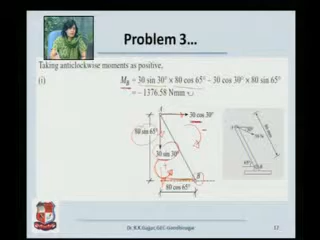 Problem 3...
Taking anticlockwise moments as positive,
(i) M_B = 30 sin 30° × 80 cos 65° − 30 cos 30° × 80 sin 65°
= −1376.58 Nmm
A
30 cos 30°
80 sin 65°
30 sin 30°
B
80 cos 65°
Dr. R.K.Gajjar, GEC-Gandhinagar
12